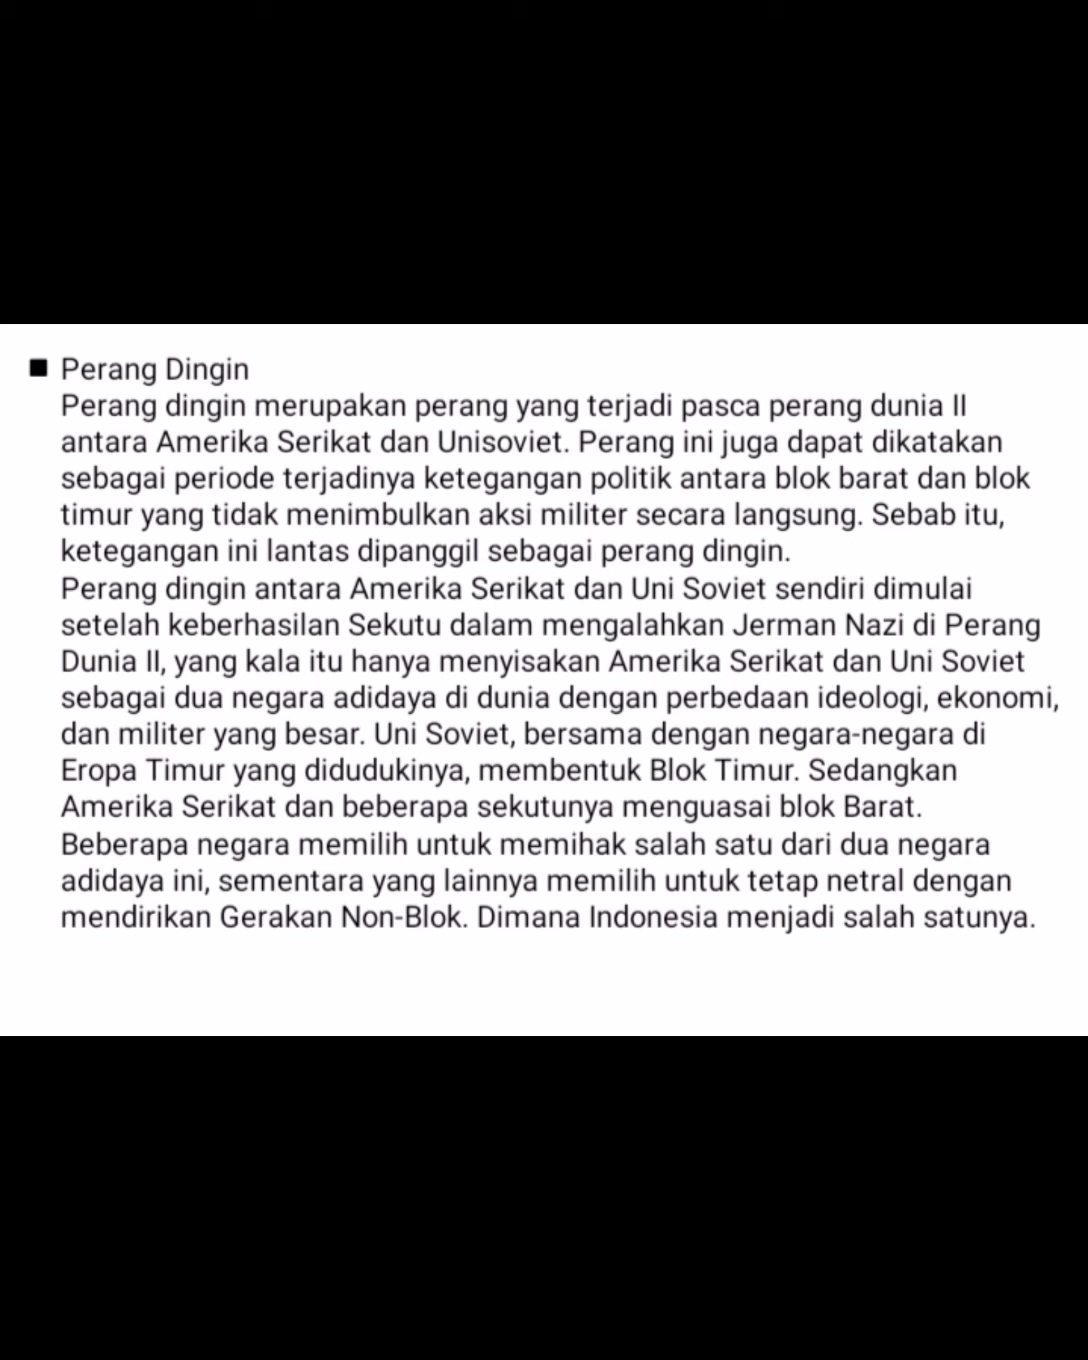 ■ Perang Dingin
Perang dingin merupakan perang yang terjadi pasca perang dunia II
antara Amerika Serikat dan Unisoviet. Perang ini juga dapat dikatakan
sebagai periode terjadinya ketegangan politik antara blok barat dan blok
timur yang tidak menimbulkan aksi militer secara langsung. Sebab itu,
ketegangan ini lantas dipanggil sebagai perang dingin.
Perang dingin antara Amerika Serikat dan Uni Soviet sendiri dimulai
setelah keberhasilan Sekutu dalam mengalahkan Jerman Nazi di Perang
Dunia II, yang kala itu hanya menyisakan Amerika Serikat dan Uni Soviet
sebagai dua negara adidaya di dunia dengan perbedaan ideologi, ekonomi,
dan militer yang besar. Uni Soviet, bersama dengan negara-negara di
Eropa Timur yang didudukinya, membentuk Blok Timur. Sedangkan
Amerika Serikat dan beberapa sekutunya menguasai blok Barat.
Beberapa negara memilih untuk memihak salah satu dari dua negara
adidaya ini, sementara yang lainnya memilih untuk tetap netral dengan
mendirikan Gerakan Non-Blok. Dimana Indonesia menjadi salah satunya.